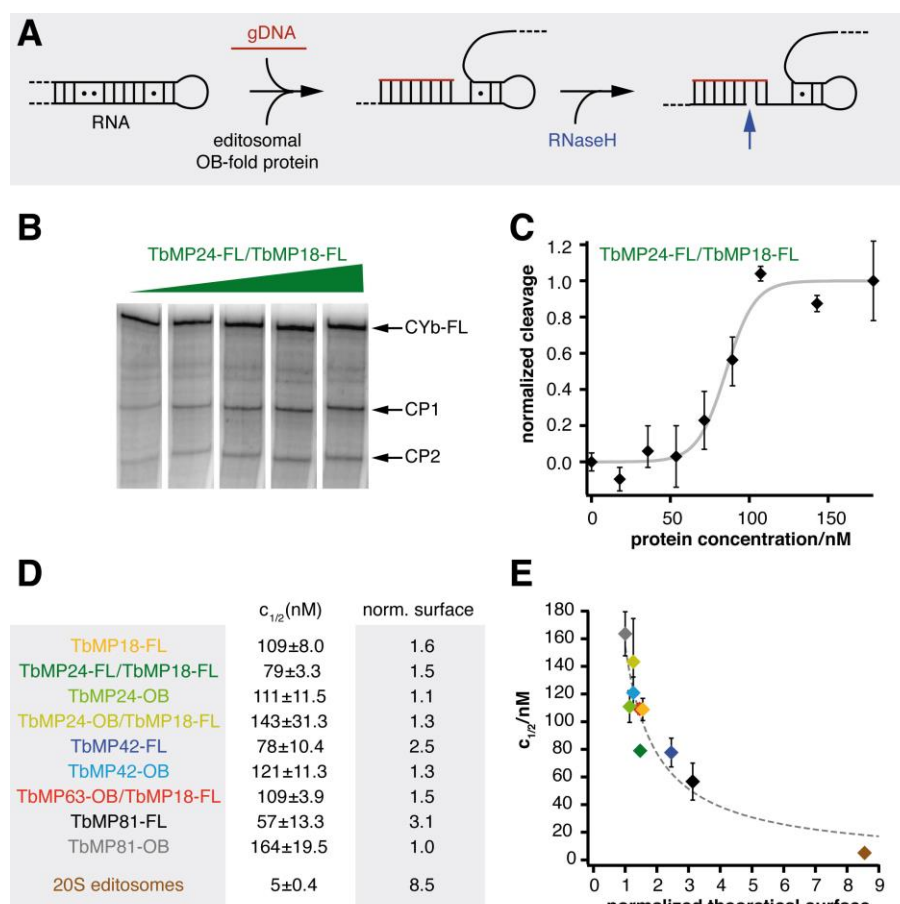 A
gDNA
RNA
editosomal
OB-fold protein
RNaseH
B
TbMP24-FL/TbMP18-FL
CYb-FL
CP1
CP2
C
TbMP24-FL/TbMP18-FL
normalized cleavage
1.2
1.0
0.8
0.6
0.4
0.2
0.0
0 50 100 150
protein concentration/nM
D
c1/2(nM) norm. surface
TbMP18-FL 109±8.0 1.6
TbMP24-FL/TbMP18-FL 79±3.3 1.5
TbMP24-OB 111±11.5 1.1
TbMP24-OB/TbMP18-FL 143±31.3 1.3
TbMP42-FL 78±10.4 2.5
TbMP42-OB 121±11.3 1.3
TbMP63-OB/TbMP18-FL 109±3.9 1.5
TbMP81-FL 57±13.3 3.1
TbMP81-OB 164±19.5 1.0
20S editosomes 5±0.4 8.5
E
c1/2/nM
180
160
140
120
100
80
60
40
20
0
0 1 2 3 4 5 6 7 8 9
normalized theoretical surface